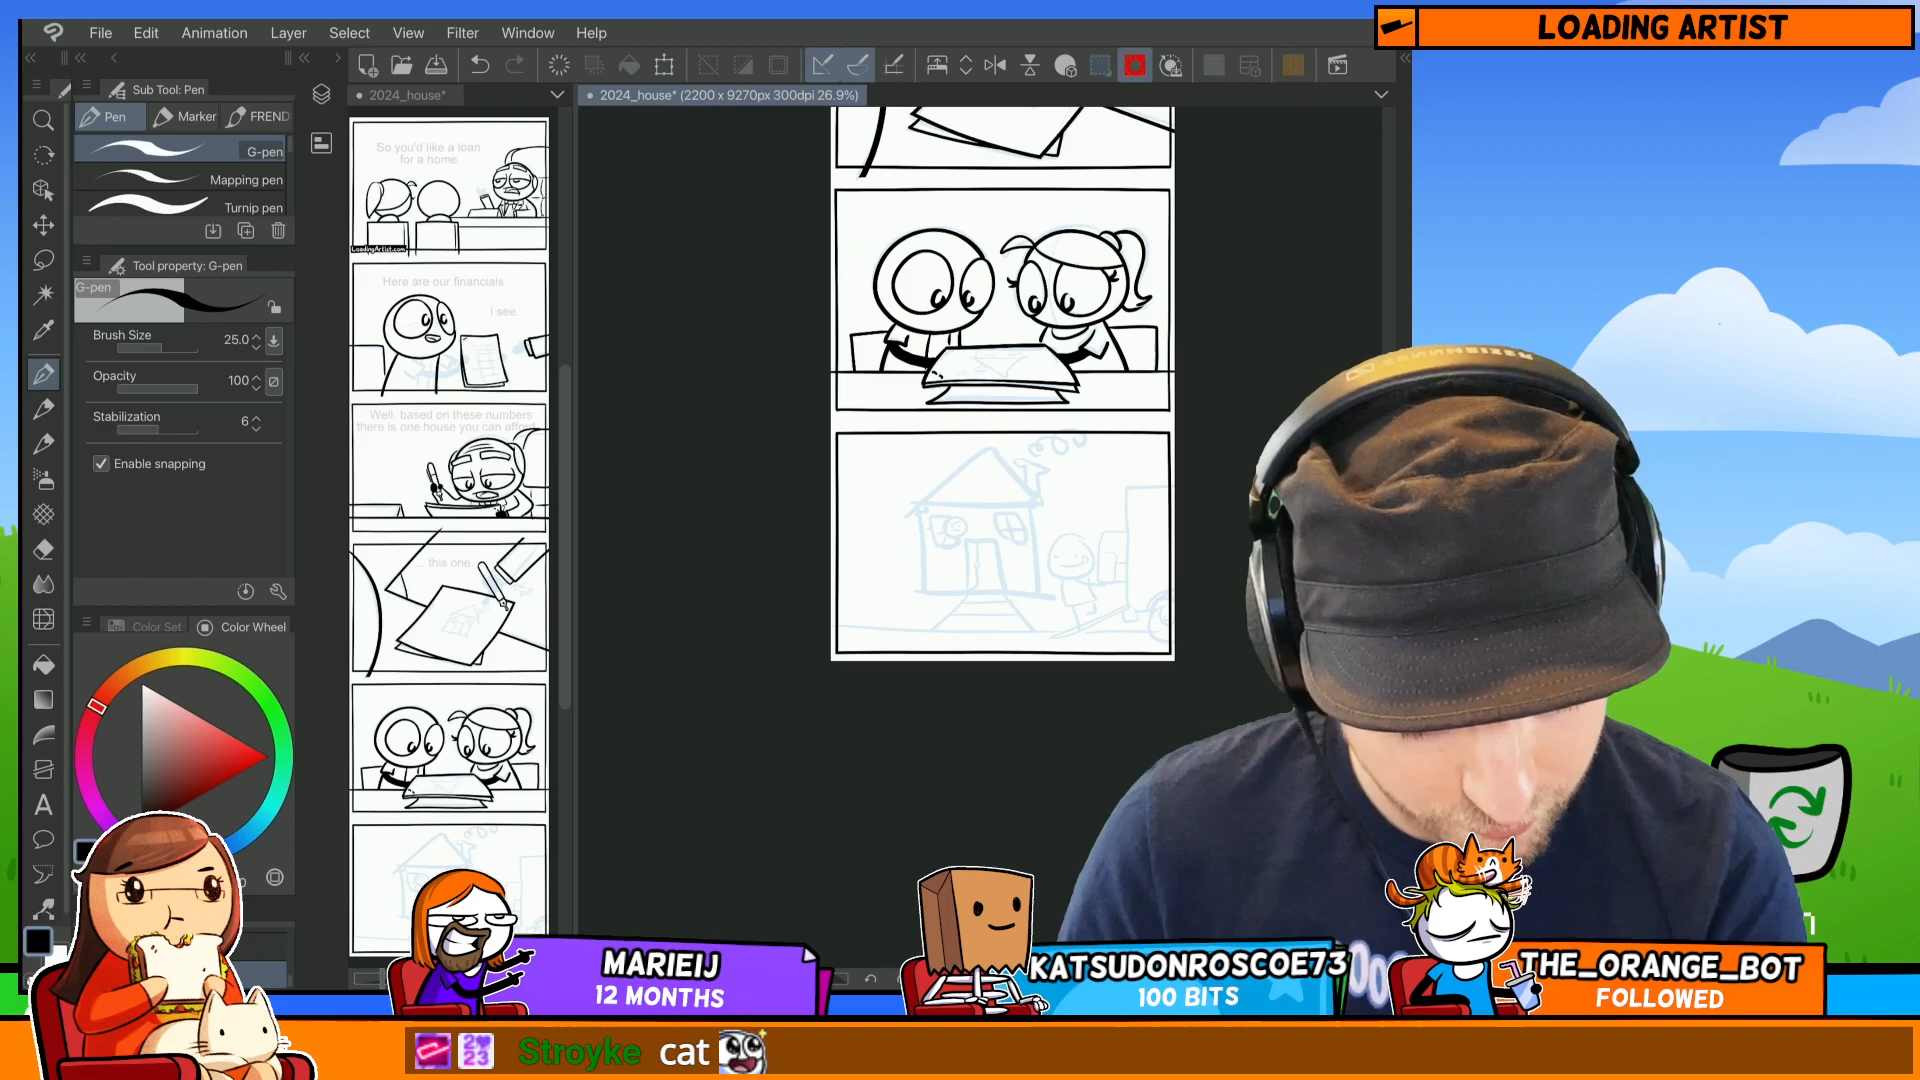 File Edit Animation Layer Select View Filter Window Help
LOADING ARTIST
Sub Tool: Pen
2024_house*
2024_house* (2200 x 9270px 300dpi 26.9%)
Pen Marker FREND
G-pen
Mapping pen
Turnip pen
Tool property: G-pen
G-pen
Brush Size 25.0
Opacity 100
Stabilization 6
Enable snapping
Color Set Color Wheel
So you'd like a loan
for a home
LoadingArtist.com
Here are our financials
I see.
Well, based on these numbers
there is one house you can afford
... this one.
SENNHEISER
MARIEIJ
12 MONTHS
KATSUDONROSCOE73
100 BITS
THE_ORANGE_BOT
FOLLOWED
2023
Stroyke cat